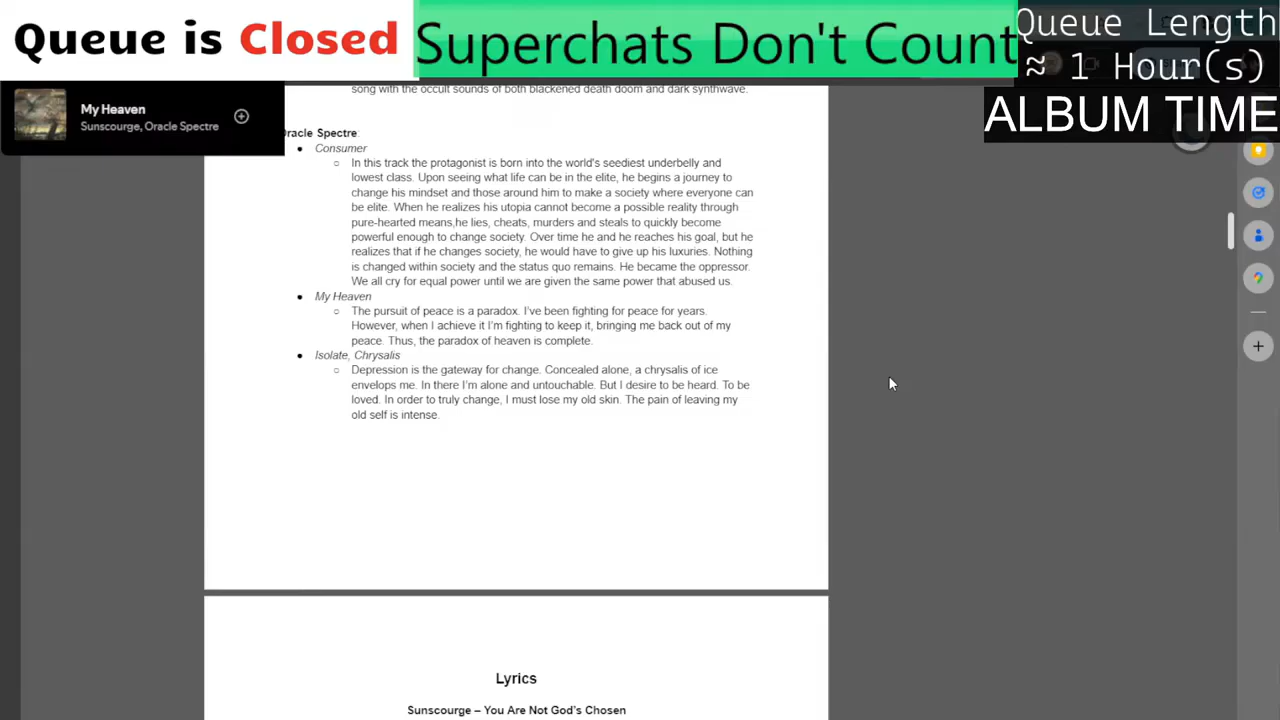 Queue is Closed
Superchats Don't Count
Queue Length
≈ 1 Hour(s)
ALBUM TIME
My Heaven
Sunscourge, Oracle Spectre
song with the occult sounds of both blackened death doom and dark synthwave.
racle Spectre:
• Consumer
○ In this track the protagonist is born into the world's seediest underbelly and
lowest class. Upon seeing what life can be in the elite, he begins a journey to
change his mindset and those around him to make a society where everyone can
be elite. When he realizes his utopia cannot become a possible reality through
pure-hearted means,he lies, cheats, murders and steals to quickly become
powerful enough to change society. Over time he and he reaches his goal, but he
realizes that if he changes society, he would have to give up his luxuries. Nothing
is changed within society and the status quo remains. He became the oppressor.
We all cry for equal power until we are given the same power that abused us.
• My Heaven
○ The pursuit of peace is a paradox. I've been fighting for peace for years.
However, when I achieve it I'm fighting to keep it, bringing me back out of my
peace. Thus, the paradox of heaven is complete.
• Isolate, Chrysalis
○ Depression is the gateway for change. Concealed alone, a chrysalis of ice
envelops me. In there I'm alone and untouchable. But I desire to be heard. To be
loved. In order to truly change, I must lose my old skin. The pain of leaving my
old self is intense.
Lyrics
Sunscourge – You Are Not God's Chosen